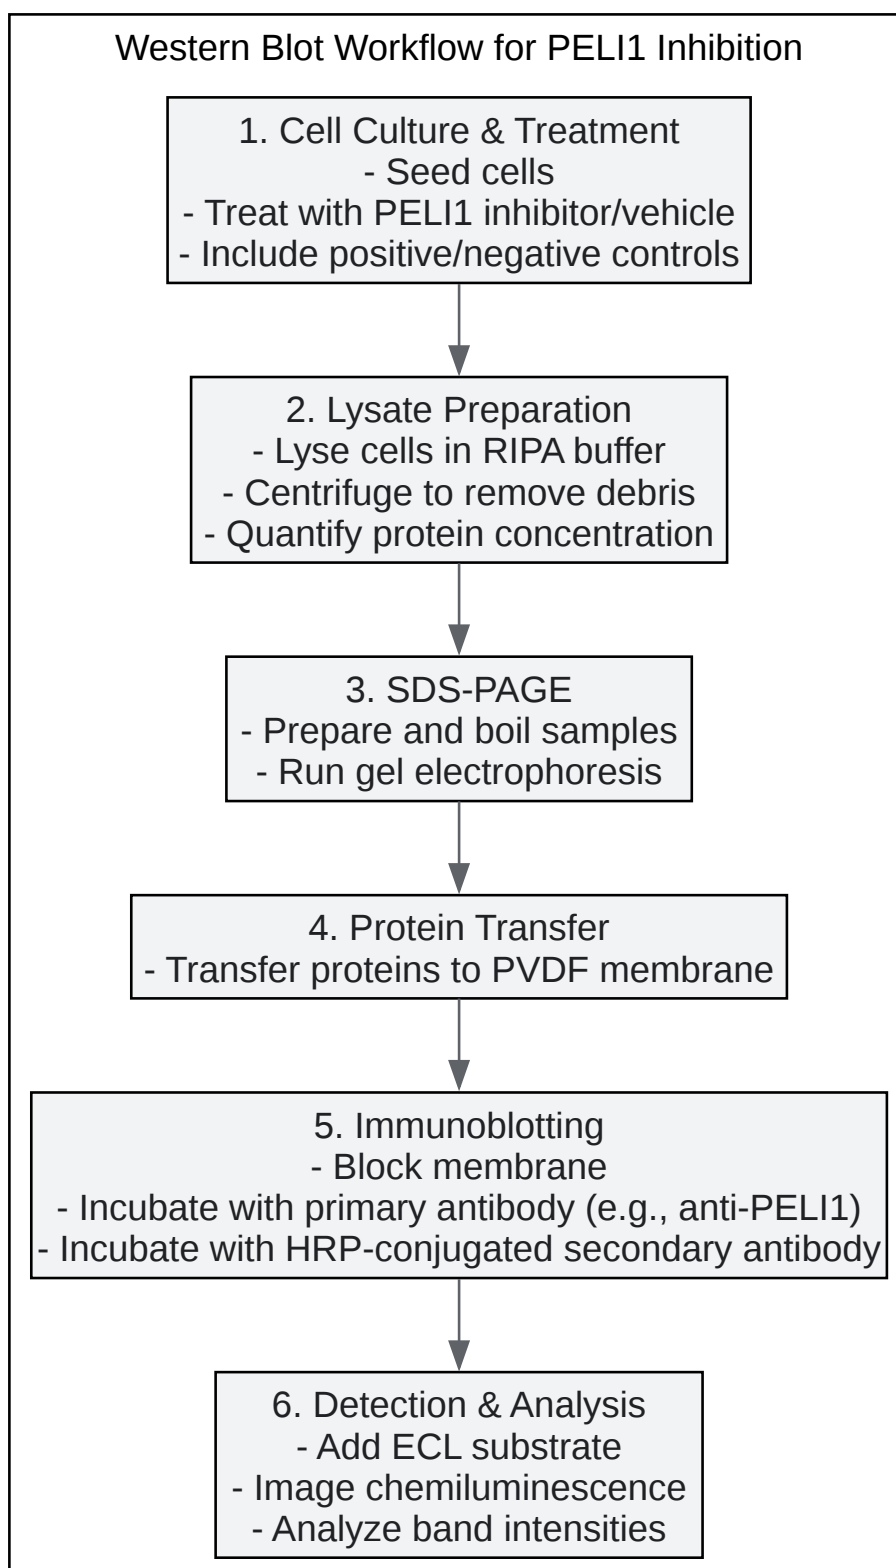 Western Blot Workflow for PELI1 Inhibition
1. Cell Culture & Treatment
- Seed cells
- Treat with PELI1 inhibitor/vehicle
- Include positive/negative controls
2. Lysate Preparation
- Lyse cells in RIPA buffer
- Centrifuge to remove debris
- Quantify protein concentration
3. SDS-PAGE
- Prepare and boil samples
- Run gel electrophoresis
4. Protein Transfer
- Transfer proteins to PVDF membrane
5. Immunoblotting
- Block membrane
- Incubate with primary antibody (e.g., anti-PELI1)
- Incubate with HRP-conjugated secondary antibody
6. Detection & Analysis
- Add ECL substrate
- Image chemiluminescence
- Analyze band intensities